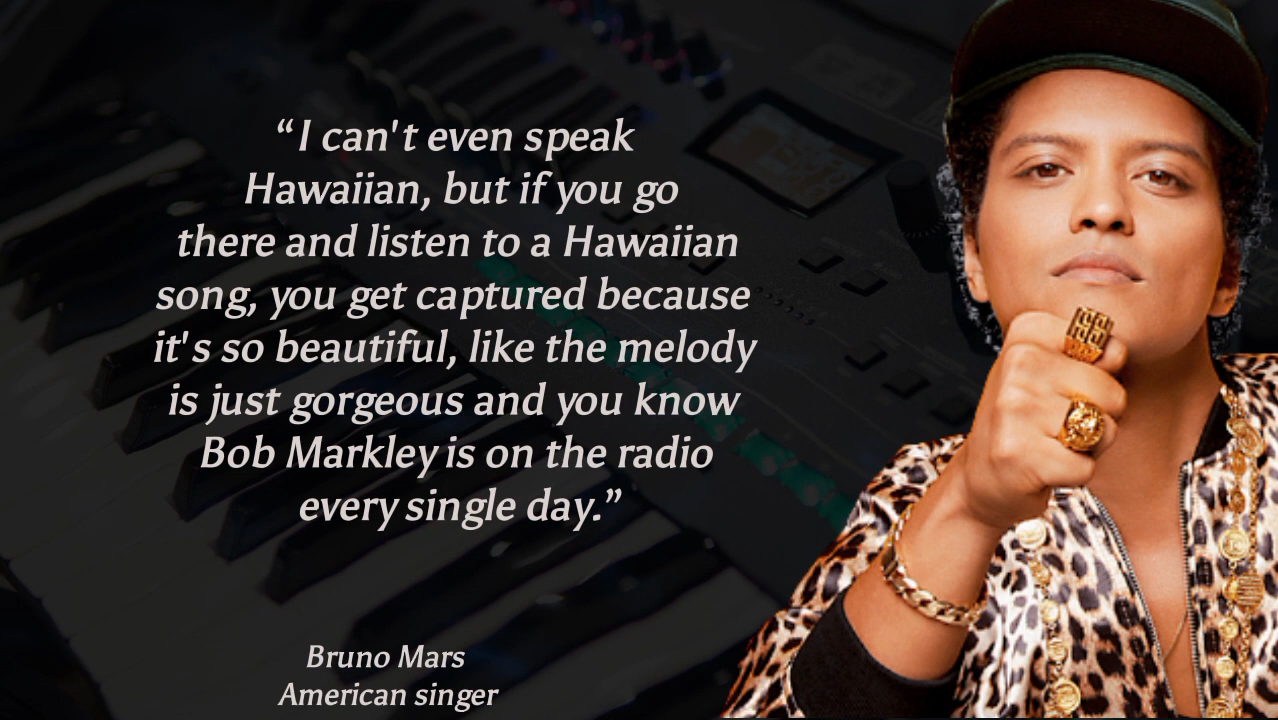 “I can't even speak
Hawaiian, but if you go
there and listen to a Hawaiian
song, you get captured because
it's so beautiful, like the melody
is just gorgeous and you know
Bob Markley is on the radio
every single day.”
Bruno Mars
American singer